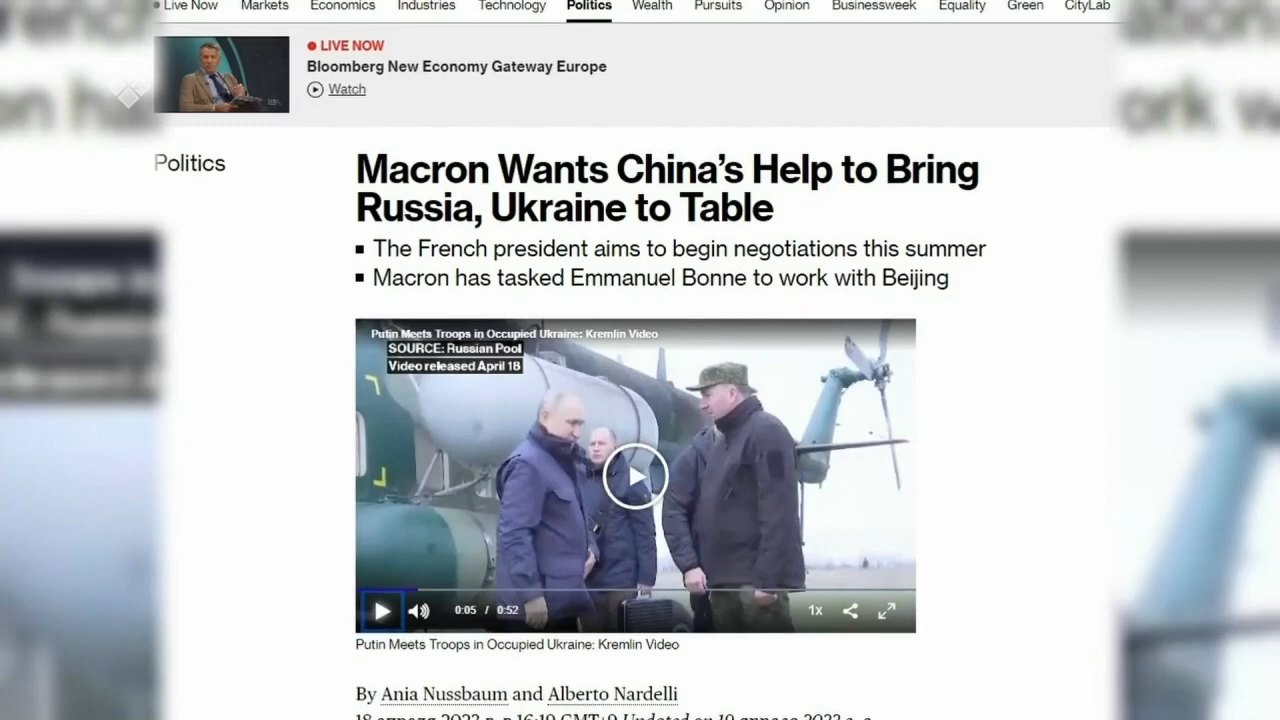 Live Now Markets Economics Industries Technology Politics Wealth Pursuits Opinion Businessweek Equality Green CityLab
LIVE NOW
Bloomberg New Economy Gateway Europe
Watch
Politics
Macron Wants China's Help to Bring
Russia, Ukraine to Table
The French president aims to begin negotiations this summer
Macron has tasked Emmanuel Bonne to work with Beijing
Putin Meets Troops in Occupied Ukraine: Kremlin Video
SOURCE: Russian Pool
Video released April 18
0:05 / 0:52 1x
Putin Meets Troops in Occupied Ukraine: Kremlin Video
By Ania Nussbaum and Alberto Nardelli